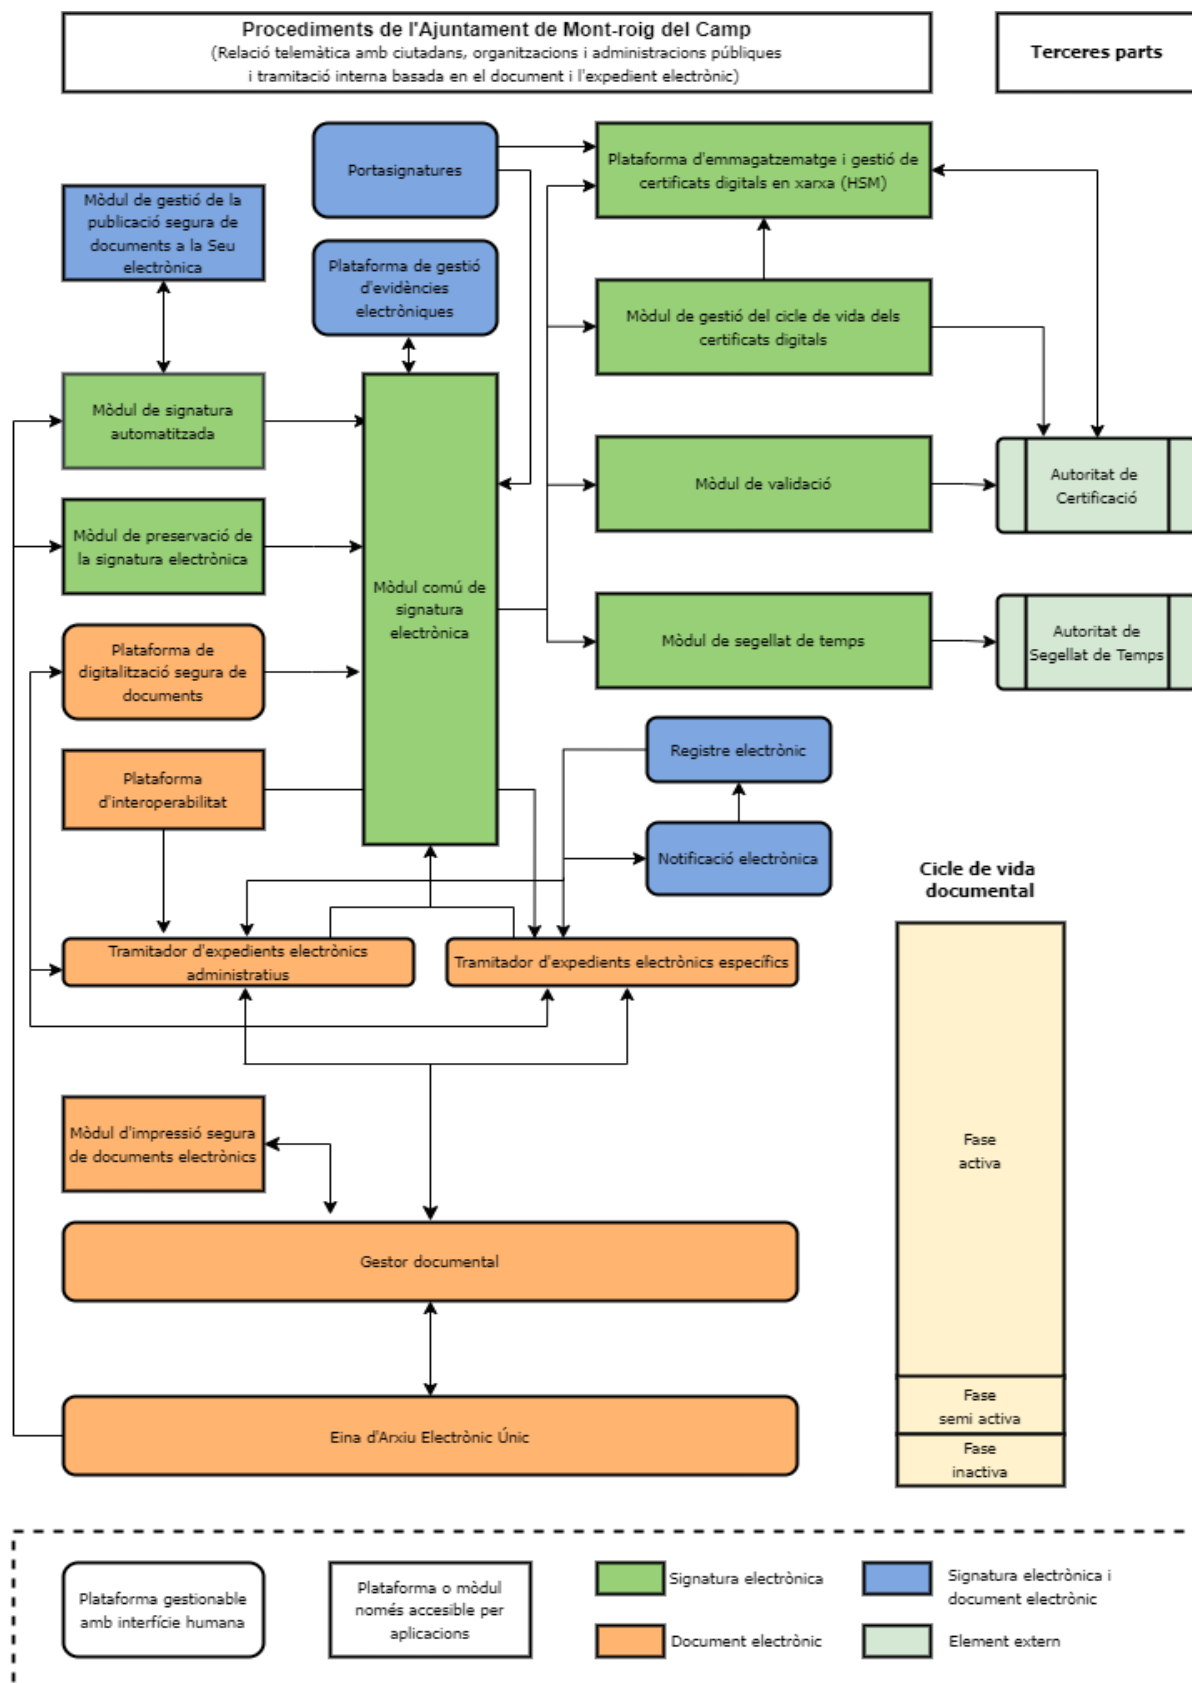 Procediments de l'Ajuntament de Mont-roig del Camp
(Relació telemàtica amb ciutadans, organitzacions i administracions públiques
i tramitació interna basada en el document i l'expedient electrònic)
Terceres parts
Portasignatures
Plataforma d'emmagatzematge i gestió de
certificats digitals en xarxa (HSM)
Mòdul de gestió de la
publicació segura de
documents a la Seu
electrònica
Plataforma de gestió
d'evidències
electròniques
Mòdul de gestió del cicle de vida dels
certificats digitals
Mòdul de signatura
automatitzada
Mòdul de validació
Autoritat de
Certificació
Mòdul de preservació de
la signatura electrònica
Mòdul comú de
signatura
electrònica
Mòdul de segellat de temps
Autoritat de
Segellat de Temps
Plataforma de
digitalització segura de
documents
Registre electrònic
Plataforma
d'interoperabilitat
Notificació electrònica
Cicle de vida
documental
Tramitador d'expedients electrònics
administratius
Tramitador d'expedients electrònics específics
Mòdul d'impressió segura
de documents electrònics
Fase
activa
Gestor documental
Fase
semi activa
Eina d'Arxiu Electrònic Únic
Fase
inactiva
Plataforma gestionable
amb interfície humana
Plataforma o mòdul
només accesible per
aplicacions
Signatura electrònica
Signatura electrònica i
document electrònic
Document electrònic
Element extern